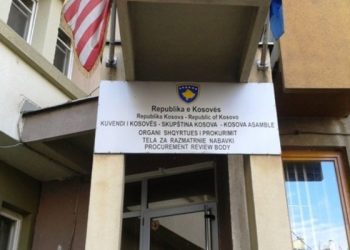 Republika e Kosovës
Republika Kosova - Republic of Kosovo
KUVENDI I KOSOVËS - SKUPŠTINA KOSOVA - KOSOVA ASAMBLE
ORGANI SHQYRTUES I PROKURIMIT
TELA ZA RAZMATRNIE NABAVKI
PROCUREMENT REVIEW BODY